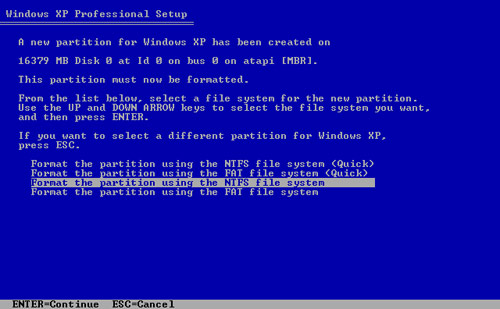 Windows XP Professional Setup
A new partition for Windows XP has been created on
16379 MB Disk 0 at Id 0 on bus 0 on atapi [MBR].
This partition must now be formatted.
From the list below, select a file system for the new partition.
Use the UP and DOWN ARROW keys to select the file system you want,
and then press ENTER.
If you want to select a different partition for Windows XP,
press ESC.
Format the partition using the NTFS file system (Quick)
Format the partition using the FAT file system (Quick)
Format the partition using the NTFS file system
Format the partition using the FAT file system
ENTER=Continue  ESC=Cancel